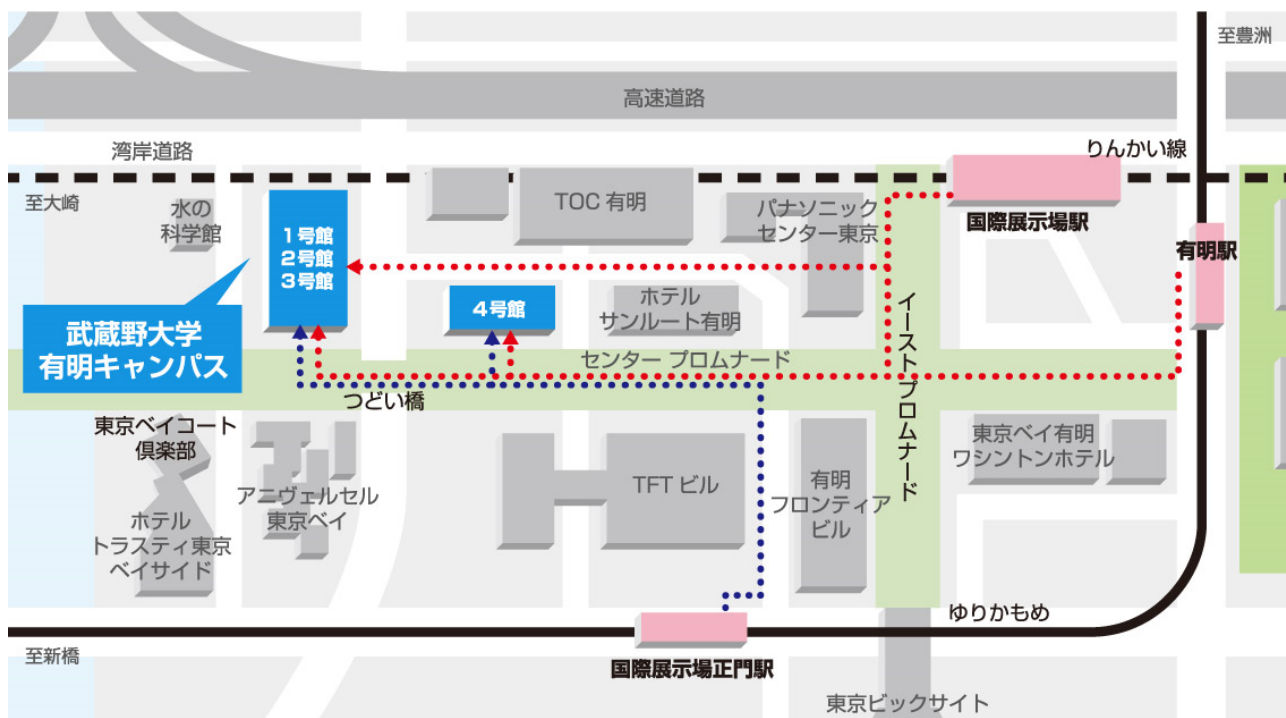 至豊洲
高速道路
湾岸道路
りんかい線
至大崎
水の
科学館
1号館
2号館
3号館
TOC 有明
パナソニック
センター東京
国際展示場駅
有明駅
武蔵野大学
有明キャンパス
4号館
ホテル
サンルート有明
センター プロムナード
イースト プロムナード
つどい橋
東京ベイコート
倶楽部
アニヴェルセル
東京ベイ
ホテル
トラスティ東京
ベイサイド
TFT ビル
有明
フロンティア
ビル
東京ベイ有明
ワシントンホテル
ゆりかもめ
至新橋
国際展示場正門駅
東京ビックサイト